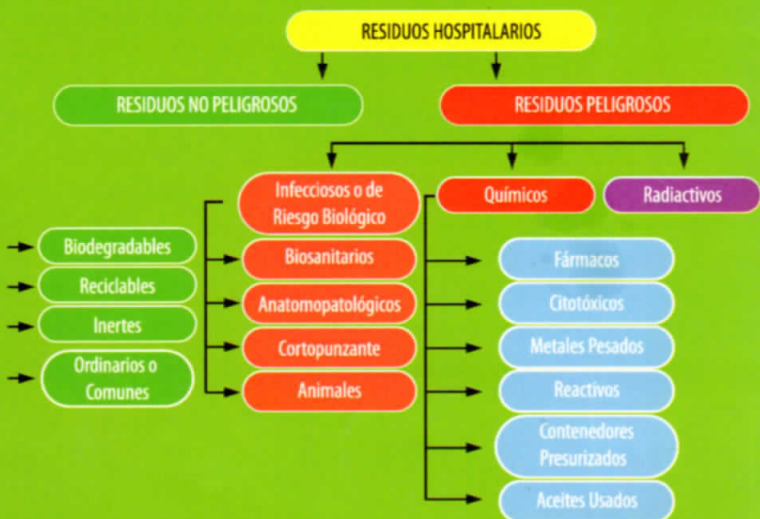 RESIDUOS HOSPITALARIOS
RESIDUOS NO PELIGROSOS
RESIDUOS PELIGROSOS
Biodegradables
Reciclables
Inertes
Ordinarios o
Comunes
Infecciosos o de
Riesgo Biológico
Biosanitarios
Anatomopatológicos
Cortopunzante
Animales
Químicos
Fármacos
Citotóxicos
Metales Pesados
Reactivos
Contenedores
Presurizados
Aceites Usados
Radiactivos